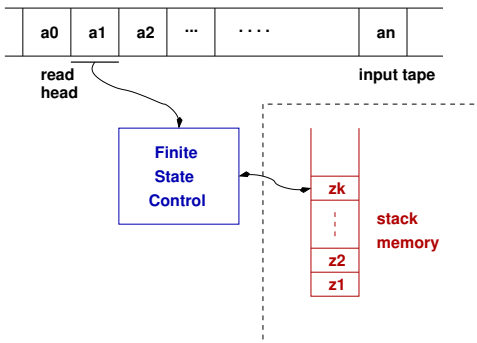 a0 a1 a2 ... .... an
read
head
input tape
Finite
State
Control
zk
stack
memory
z2
z1